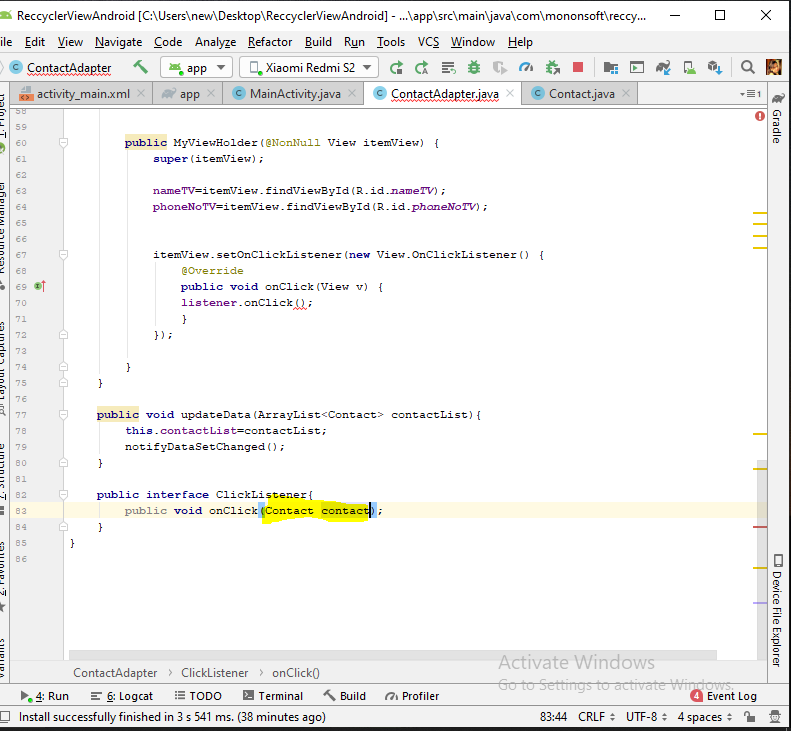 ReccyclerViewAndroid [C:\Users\new\Desktop\ReccyclerViewAndroid] - ...\app\src\main\java\com\mononsoft\reccy...
ile Edit View Navigate Code Analyze Refactor Build Run Tools VCS Window Help
ContactAdapter app Xiaomi Redmi S2
activity_main.xml app MainActivity.java ContactAdapter.java Contact.java 1
1: Project
Resource Manager
Layout Captures
Z: Structure
2: Favorites
Variants
58
59
60 public MyViewHolder(@NonNull View itemView) {
61 super(itemView);
62
63 nameTV=itemView.findViewById(R.id.nameTV);
64 phoneNoTV=itemView.findViewById(R.id.phoneNoTV);
65
66
67 itemView.setOnClickListener(new View.OnClickListener() {
68 @Override
69 public void onClick(View v) {
70 listener.onClick();
71 }
72 });
73
74 }
75 }
76
77 public void updateData(ArrayList<Contact> contactList){
78 this.contactList=contactList;
79 notifyDataSetChanged();
80 }
81
82 public interface ClickListener{
83 public void onClick(Contact contact);
84 }
85 }
86
Gradle
Device File Explorer
ContactAdapter › ClickListener › onClick()
Activate Windows
Go to Settings to activate Windows.
4: Run 6: Logcat TODO Terminal Build Profiler 4 Event Log
Install successfully finished in 3 s 541 ms. (38 minutes ago) 83:44 CRLF UTF-8 4 spaces